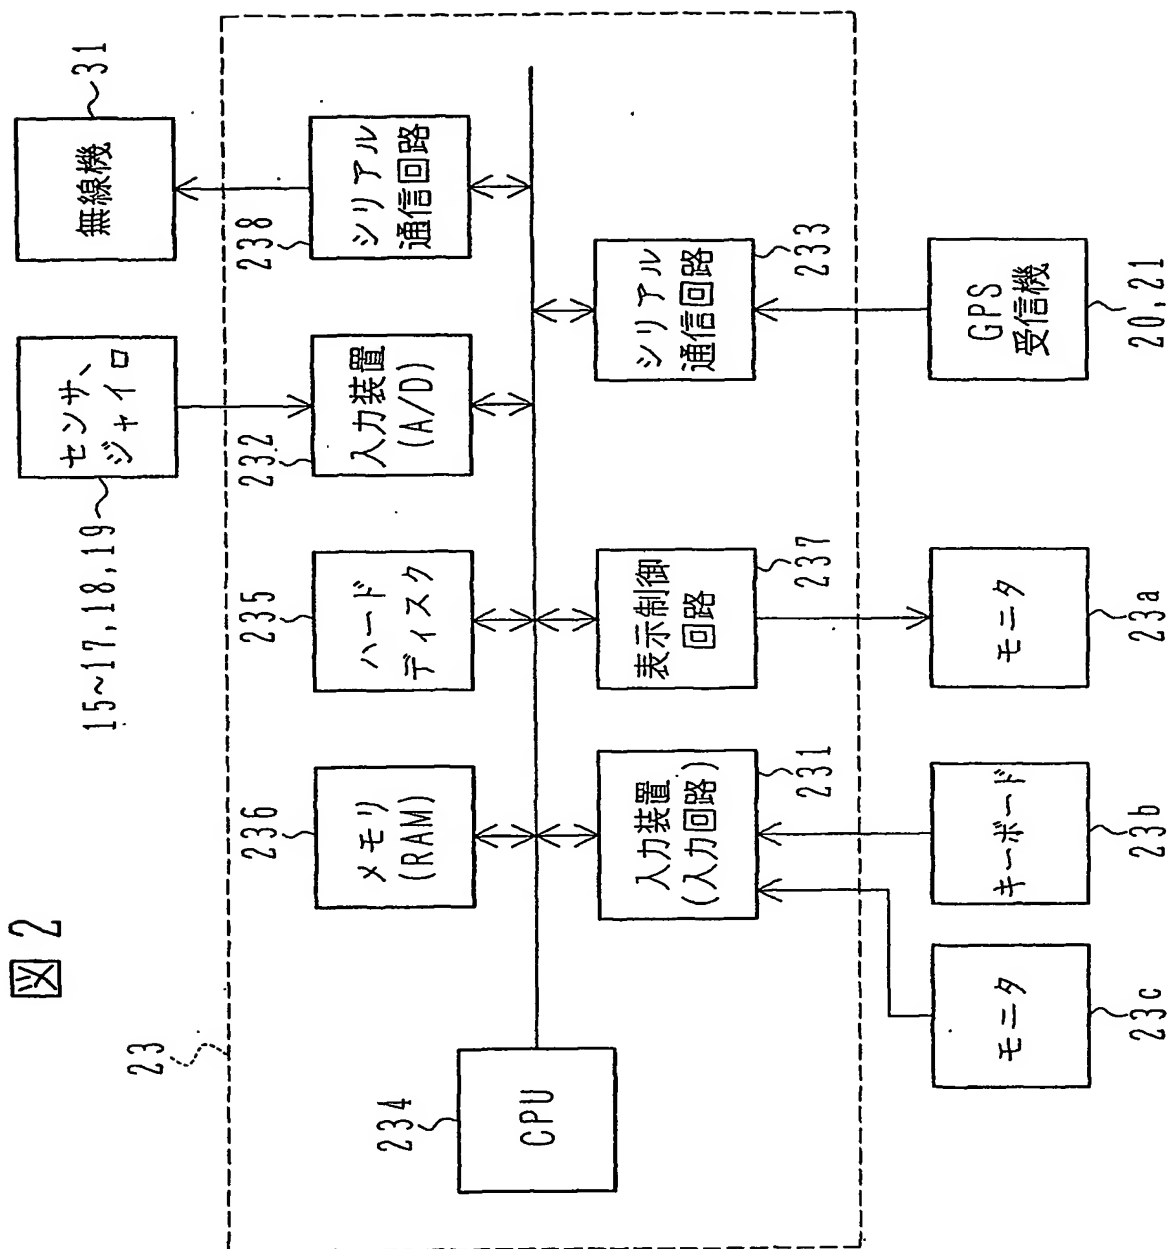 図2
23
234
CPU
236
メモリ
(RAM)
235
ハード
ディスク
15~17,18,19
センサ、
ジャイロ
232
入力装置
(A/D)
31
無線機
238
シリアル
通信回路
入力装置
(入力回路)
231
表示制御
回路
237
シリアル
通信回路
233
モニタ
23c
キーボード
23b
モニタ
23a
GPS
受信機
20,21